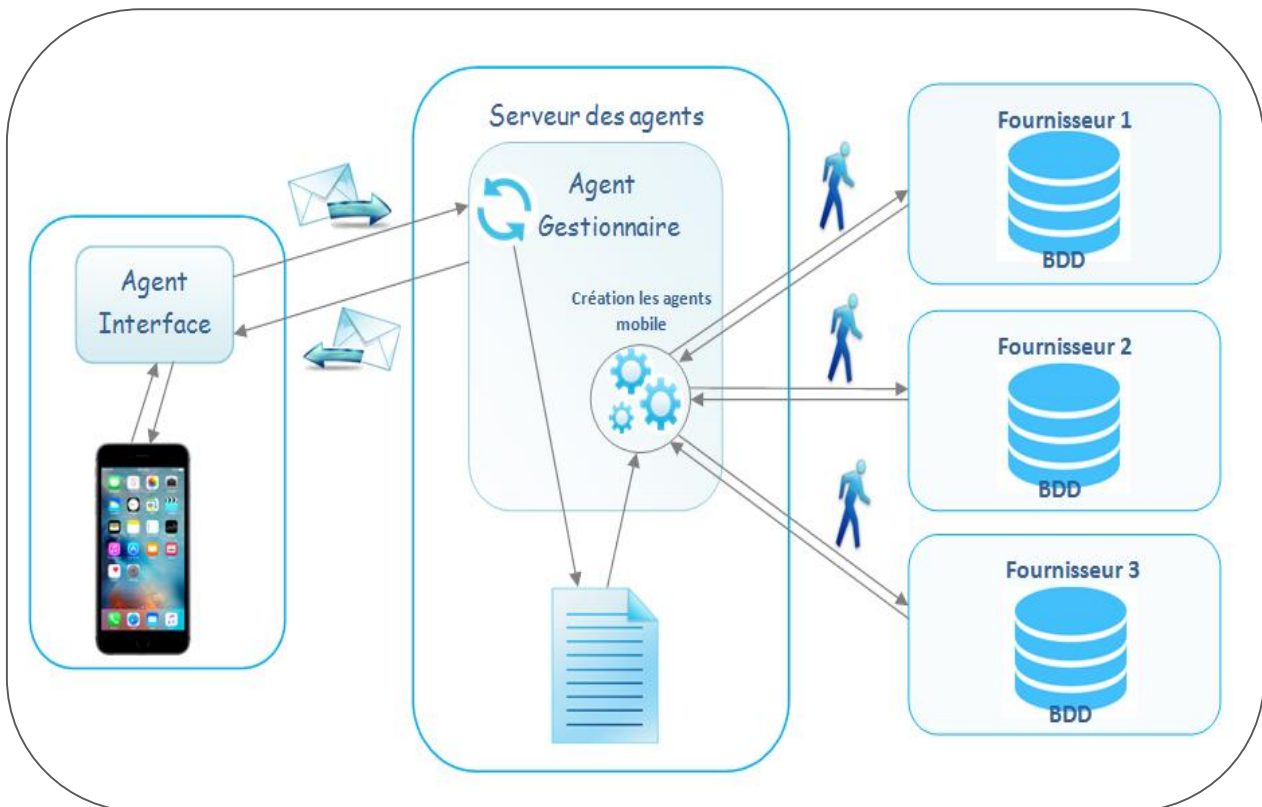 Serveur des agents
Agent
Gestionnaire
Création les agents
mobile
Agent
Interface
Fournisseur 1
BDD
Fournisseur 2
BDD
Fournisseur 3
BDD